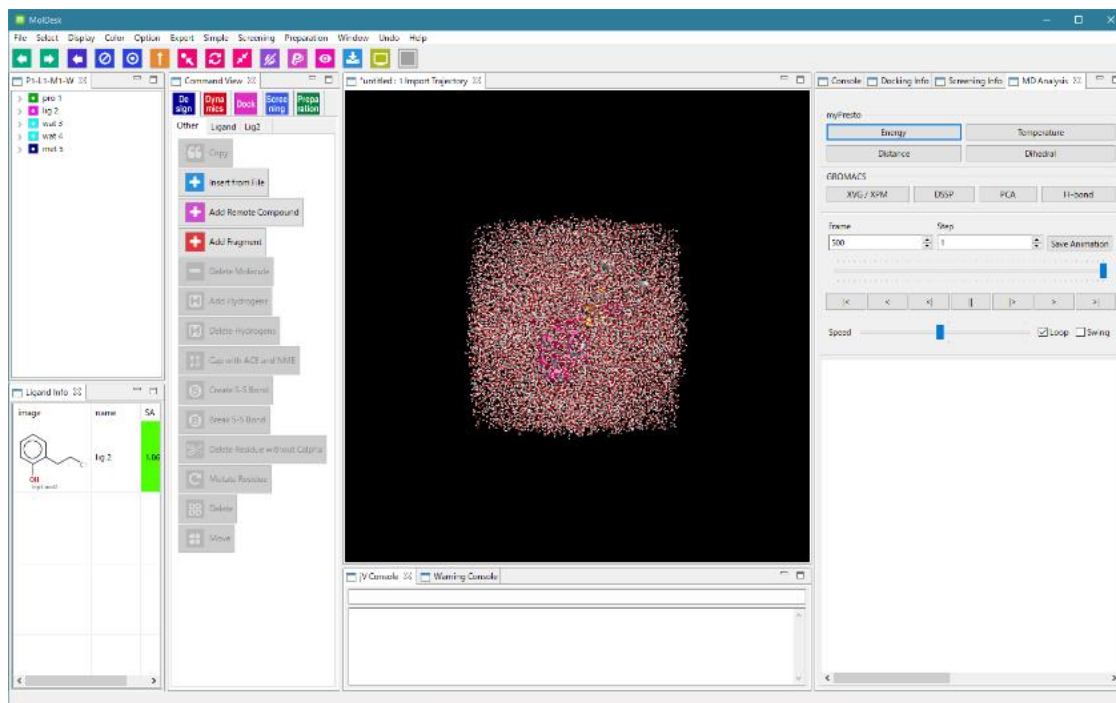 MolDesk
File Select Display Color Option Expert Simple Screening Preparation Window Undo Help
P1-L1-M1-W
pro 1
lig 2
wat 3
wat 4
met 5
Ligand Info
image name SA
OH
lig 2
1.06
Command View
De sign
Dyna mics
Dock
Scree ning
Prepa ration
Other Ligand Lig2
Copy
Insert from File
Add Remote Compound
Add Fragment
Delete Molecule
Add Hydrogens
Delete Hydrogens
Cap with ACE and NME
Create S-S Bond
Break S-S Bond
Delete Residue without Calpha
Mutate Residue
Delete
Move
*untitled : 1 Import Trajectory
jV Console Warning Console
Console Docking Info Screening Info MD Analysis
myPresto
Energy Temperature
Distance Dihedral
GROMACS
XVG / XPM DSSP PCA H-bond
Frame Step
500 1 Save Animation
|< < <| || |> > >|
Speed Loop Swing